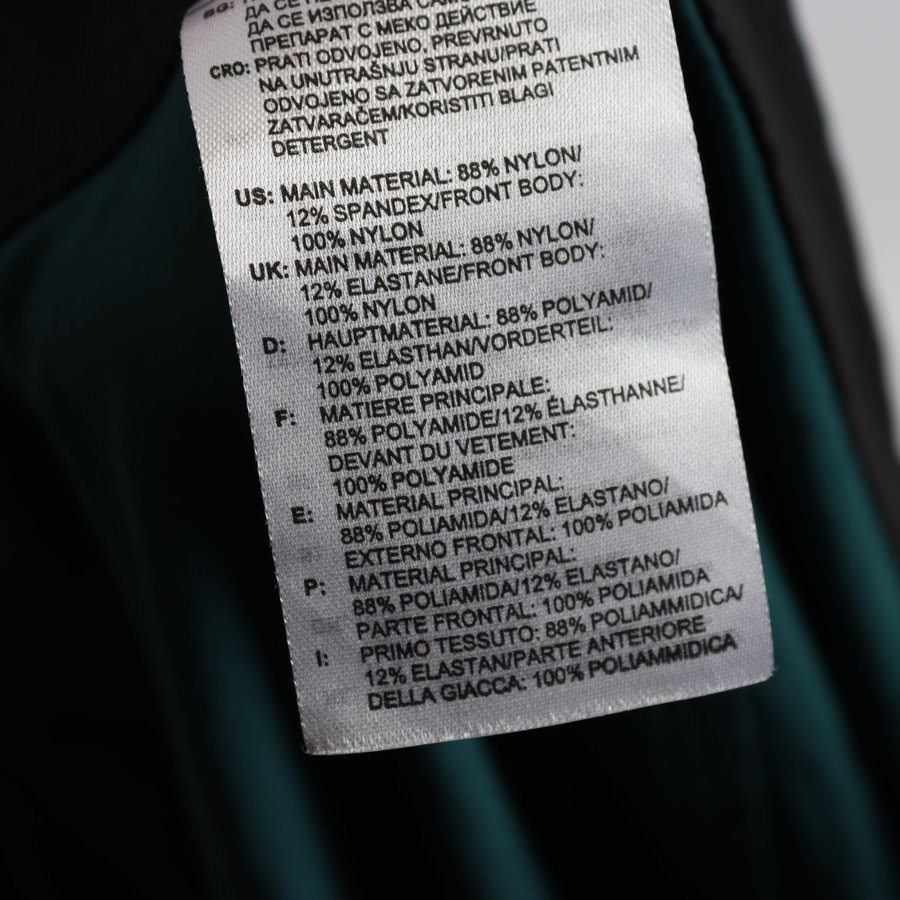 BG:
ДА СЕ ИЗПОЛЗВА САМО
ПРЕПАРАТ С МЕКО ДЕЙСТВИЕ
CRO: PRATI ODVOJENO, PREVRNUTO
NA UNUTRAŠNJU STRANU/PRATI
ODVOJENO SA ZATVORENIM PATENTNIM
ZATVARAČEM/KORISTITI BLAGI
DETERGENT
US: MAIN MATERIAL: 88% NYLON/
12% SPANDEX/FRONT BODY:
100% NYLON
UK: MAIN MATERIAL: 88% NYLON/
12% ELASTANE/FRONT BODY:
100% NYLON
D: HAUPTMATERIAL: 88% POLYAMID/
12% ELASTHAN/VORDERTEIL:
100% POLYAMID
F: MATIERE PRINCIPALE:
88% POLYAMIDE/12% ÉLASTHANNE/
DEVANT DU VETEMENT:
100% POLYAMIDE
E: MATERIAL PRINCIPAL:
88% POLIAMIDA/12% ELASTANO/
EXTERNO FRONTAL: 100% POLIAMIDA
P: MATERIAL PRINCIPAL:
88% POLIAMIDA/12% ELASTANO/
PARTE FRONTAL: 100% POLIAMIDA
I: PRIMO TESSUTO: 88% POLIAMMIDICA/
12% ELASTAN/PARTE ANTERIORE
DELLA GIACCA: 100% POLIAMMIDICA